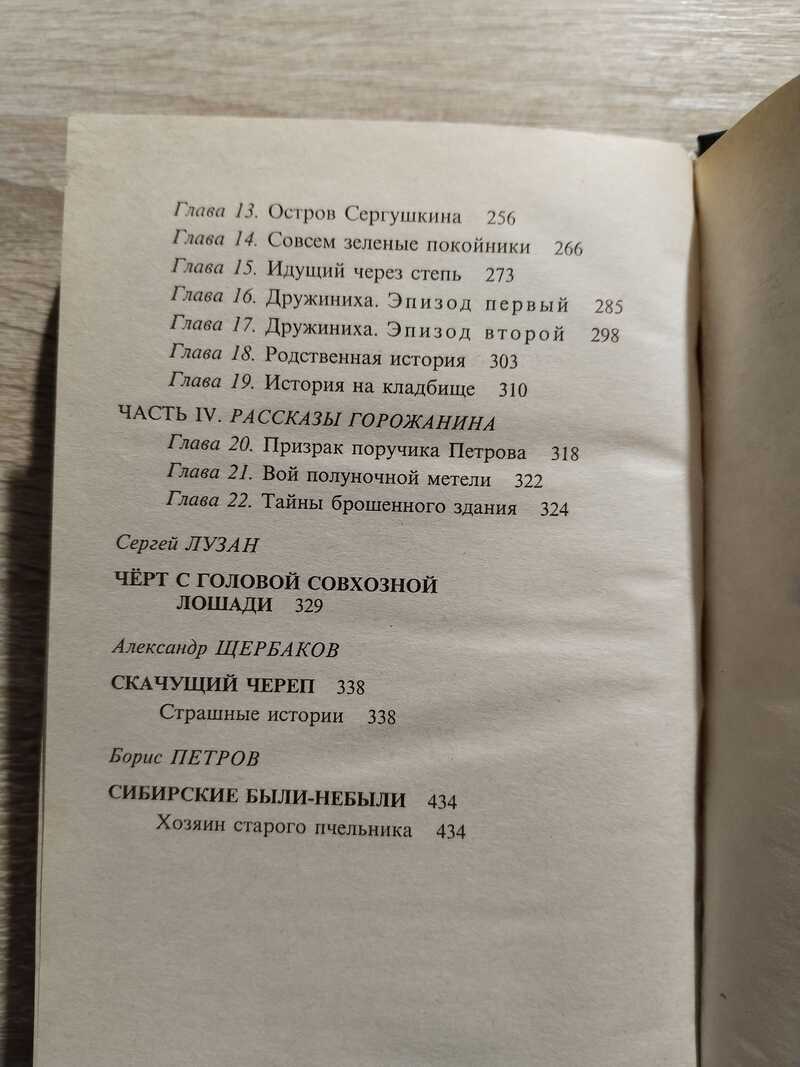 Глава 13. Остров Сергушкина 256
Глава 14. Совсем зеленые покойники 266
Глава 15. Идущий через степь 273
Глава 16. Дружиниха. Эпизод первый 285
Глава 17. Дружиниха. Эпизод второй 298
Глава 18. Родственная история 303
Глава 19. История на кладбище 310
ЧАСТЬ IV. РАССКАЗЫ ГОРОЖАНИНА
Глава 20. Призрак поручика Петрова 318
Глава 21. Вой полуночной метели 322
Глава 22. Тайны брошенного здания 324
Сергей ЛУЗАН
ЧЁРТ С ГОЛОВОЙ СОВХОЗНОЙ
ЛОШАДИ 329
Александр ЩЕРБАКОВ
СКАЧУЩИЙ ЧЕРЕП 338
Страшные истории 338
Борис ПЕТРОВ
СИБИРСКИЕ БЫЛИ-НЕБЫЛИ 434
Хозяин старого пчельника 434